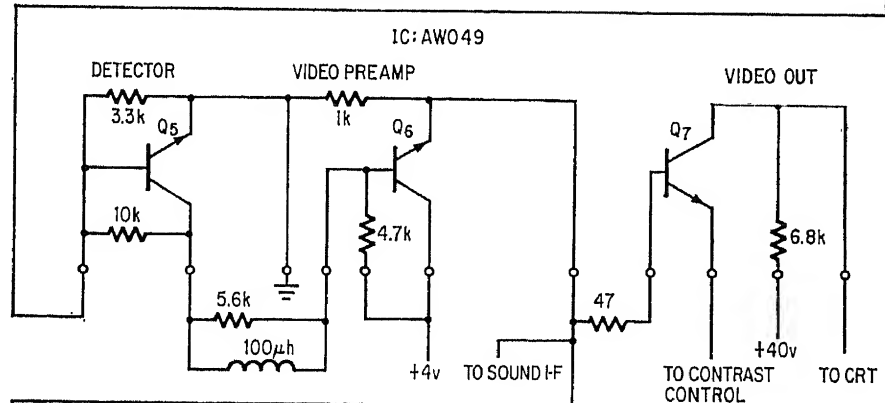 IC: AW049
DETECTOR
VIDEO PREAMP
VIDEO OUT
3.3k
Q5
1k
Q6
Q7
10k
4.7k
6.8k
5.6k
47
100μh
+4v
TO SOUND I-F
+40v
TO CONTRAST
CONTROL
TO CRT